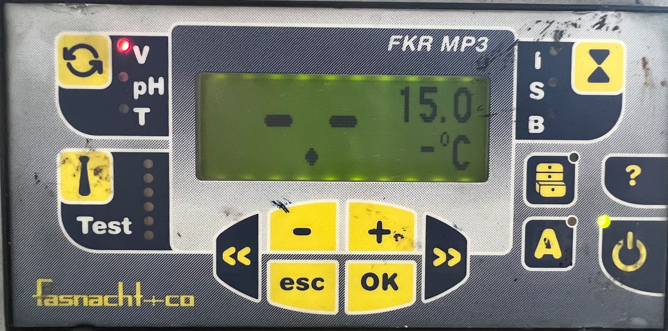 FKR MP3
V
pH
T
I
S
B
15.0
-- -
-°C
Test
?
A
-
+
<<
>>
esc
OK
fasnacht+co